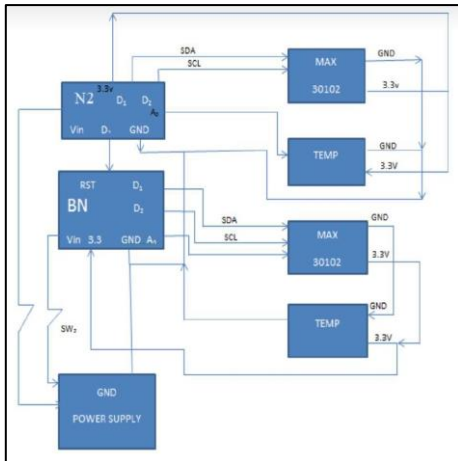 SDA
SCL
3.3v
N2
D₁ D₂
A₀
Vin D₇ GND
MAX
30102
GND
3.3v
TEMP
GND
3.3V
RST D₁
BN
D₂
Vin 3.3 GND A₀
SDA
SCL
MAX
30102
GND
3.3V
GND
TEMP
3.3V
SW₂
GND
POWER SUPPLY